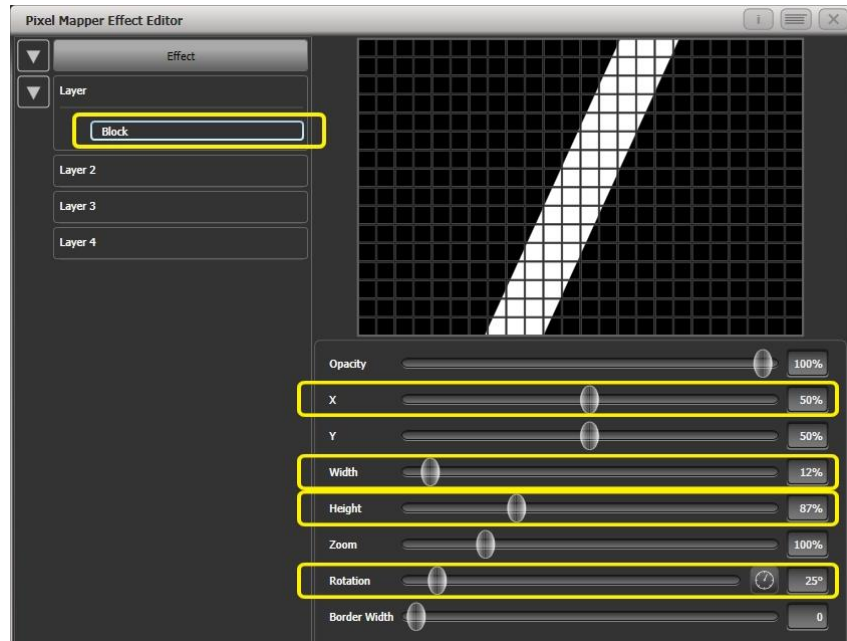 Pixel Mapper Effect Editor
i
Effect
Layer
Block
Layer 2
Layer 3
Layer 4
Opacity 100%
X 50%
Y 50%
Width 12%
Height 87%
Zoom 100%
Rotation 25°
Border Width 0